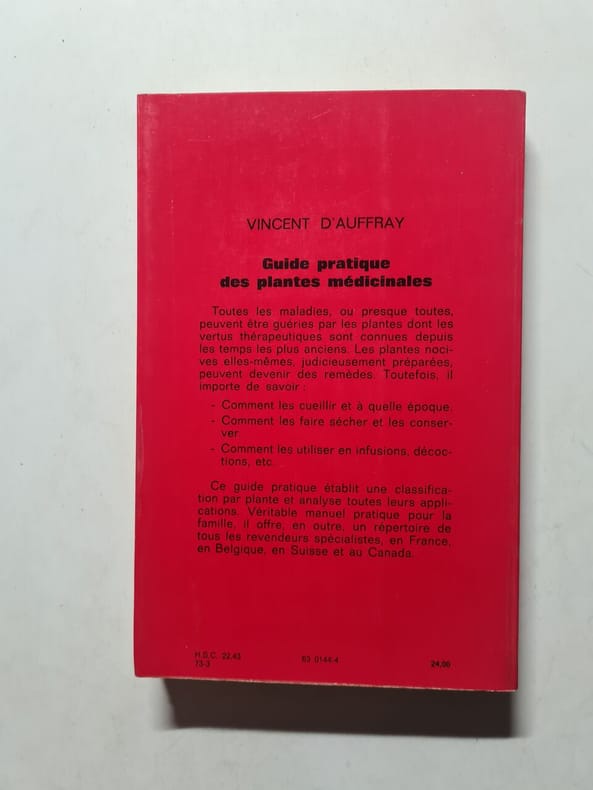 VINCENT D'AUFFRAY
Guide pratique
des plantes médicinales
Toutes les maladies, ou presque toutes,
peuvent être guéries par les plantes dont les
vertus thérapeutiques sont connues depuis
les temps les plus anciens. Les plantes noci-
ves elles-mêmes, judicieusement préparées,
peuvent devenir des remèdes. Toutefois, il
importe de savoir :
- Comment les cueillir et à quelle époque.
- Comment les faire sécher et les conser-
ver
- Comment les utiliser en infusions, décoc-
tions, etc.
Ce guide pratique établit une classifica-
tion par plante et analyse toutes leurs appli-
cations. Véritable manuel pratique pour la
famille, il offre, en outre, un répertoire de
tous les revendeurs spécialistes, en France,
en Belgique, en Suisse et au Canada.
H.S.C. 22.43 63 0144-4 24,00
73-3